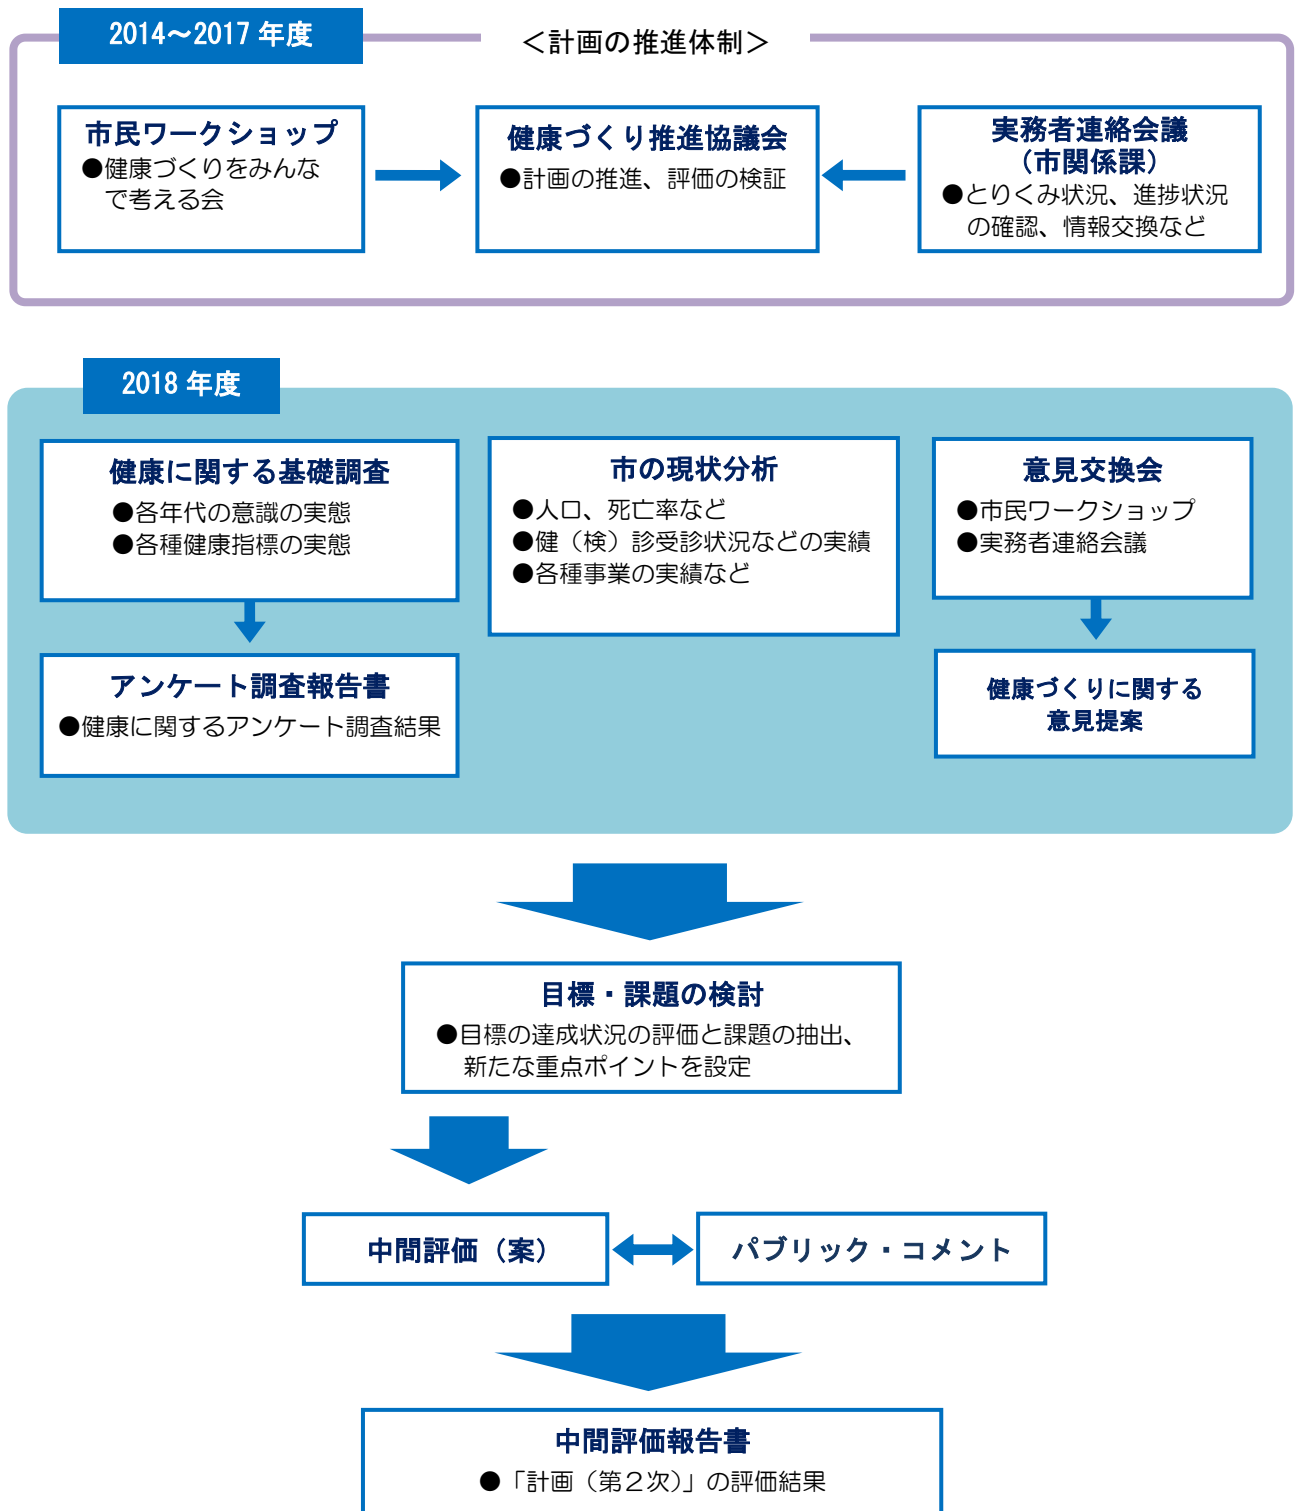 2014～2017 年度
＜計画の推進体制＞
市民ワークショップ
●健康づくりをみんな
で考える会
健康づくり推進協議会
●計画の推進、評価の検証
実務者連絡会議
（市関係課）
●とりくみ状況、進捗状況
の確認、情報交換など
2018 年度
健康に関する基礎調査
●各年代の意識の実態
●各種健康指標の実態
市の現状分析
●人口、死亡率など
●健（検）診受診状況などの実績
●各種事業の実績など
意見交換会
●市民ワークショップ
●実務者連絡会議
アンケート調査報告書
●健康に関するアンケート調査結果
健康づくりに関する
意見提案
目標・課題の検討
●目標の達成状況の評価と課題の抽出、
新たな重点ポイントを設定
中間評価（案）
パブリック・コメント
中間評価報告書
●「計画（第２次）」の評価結果